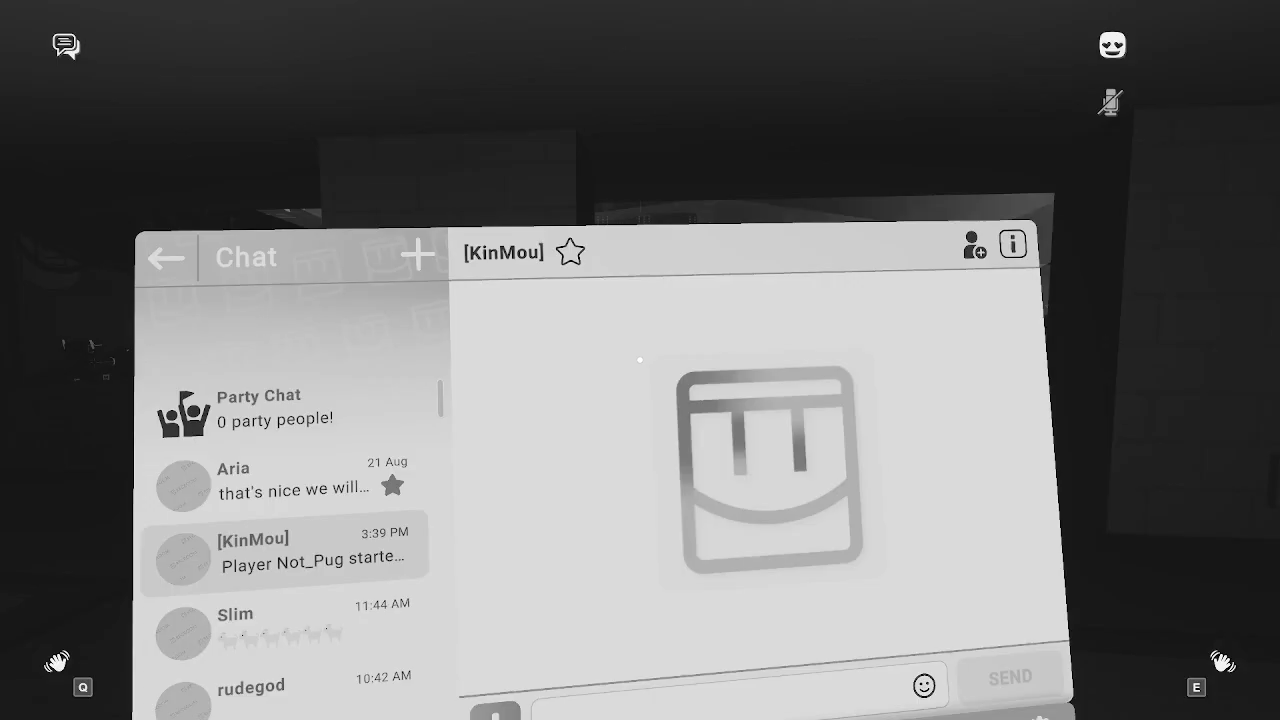 Chat
[KinMou]
Party Chat
0 party people!
Aria
21 Aug
that's nice we will...
[KinMou]
3:39 PM
Player Not_Pug starte...
Slim
11:44 AM
rudegod
10:42 AM
SEND
Q
E